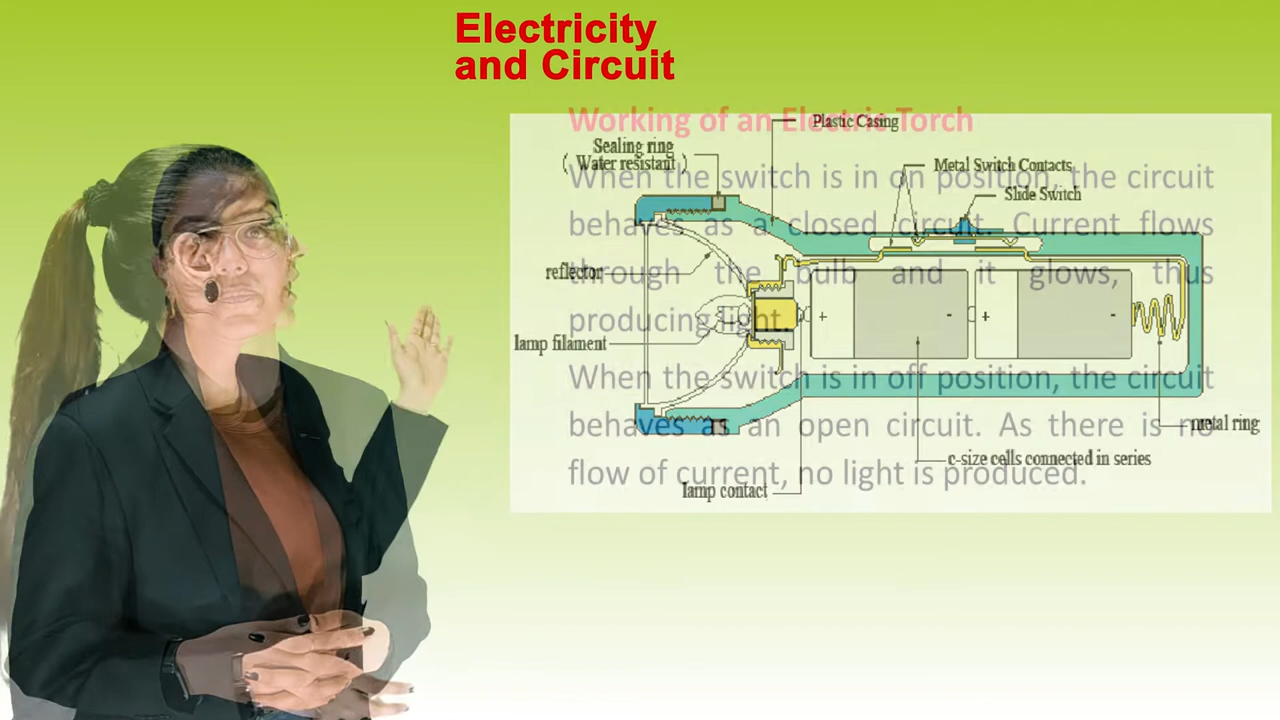 Electricity
and Circuit
Working of an Electric Torch
When the switch is in on position, the circuit
behaves as a closed circuit. Current flows
through the bulb and it glows, thus
producing light.
When the switch is in off position, the circuit
behaves as an open circuit. As there is no
flow of current, no light is produced.
Plastic Casing
Sealing ring
( Water resistant )
Metal Switch Contacts
Slide Switch
reflector
lamp filament
+ - + -
metal ring
c-size cells connected in series
lamp contact